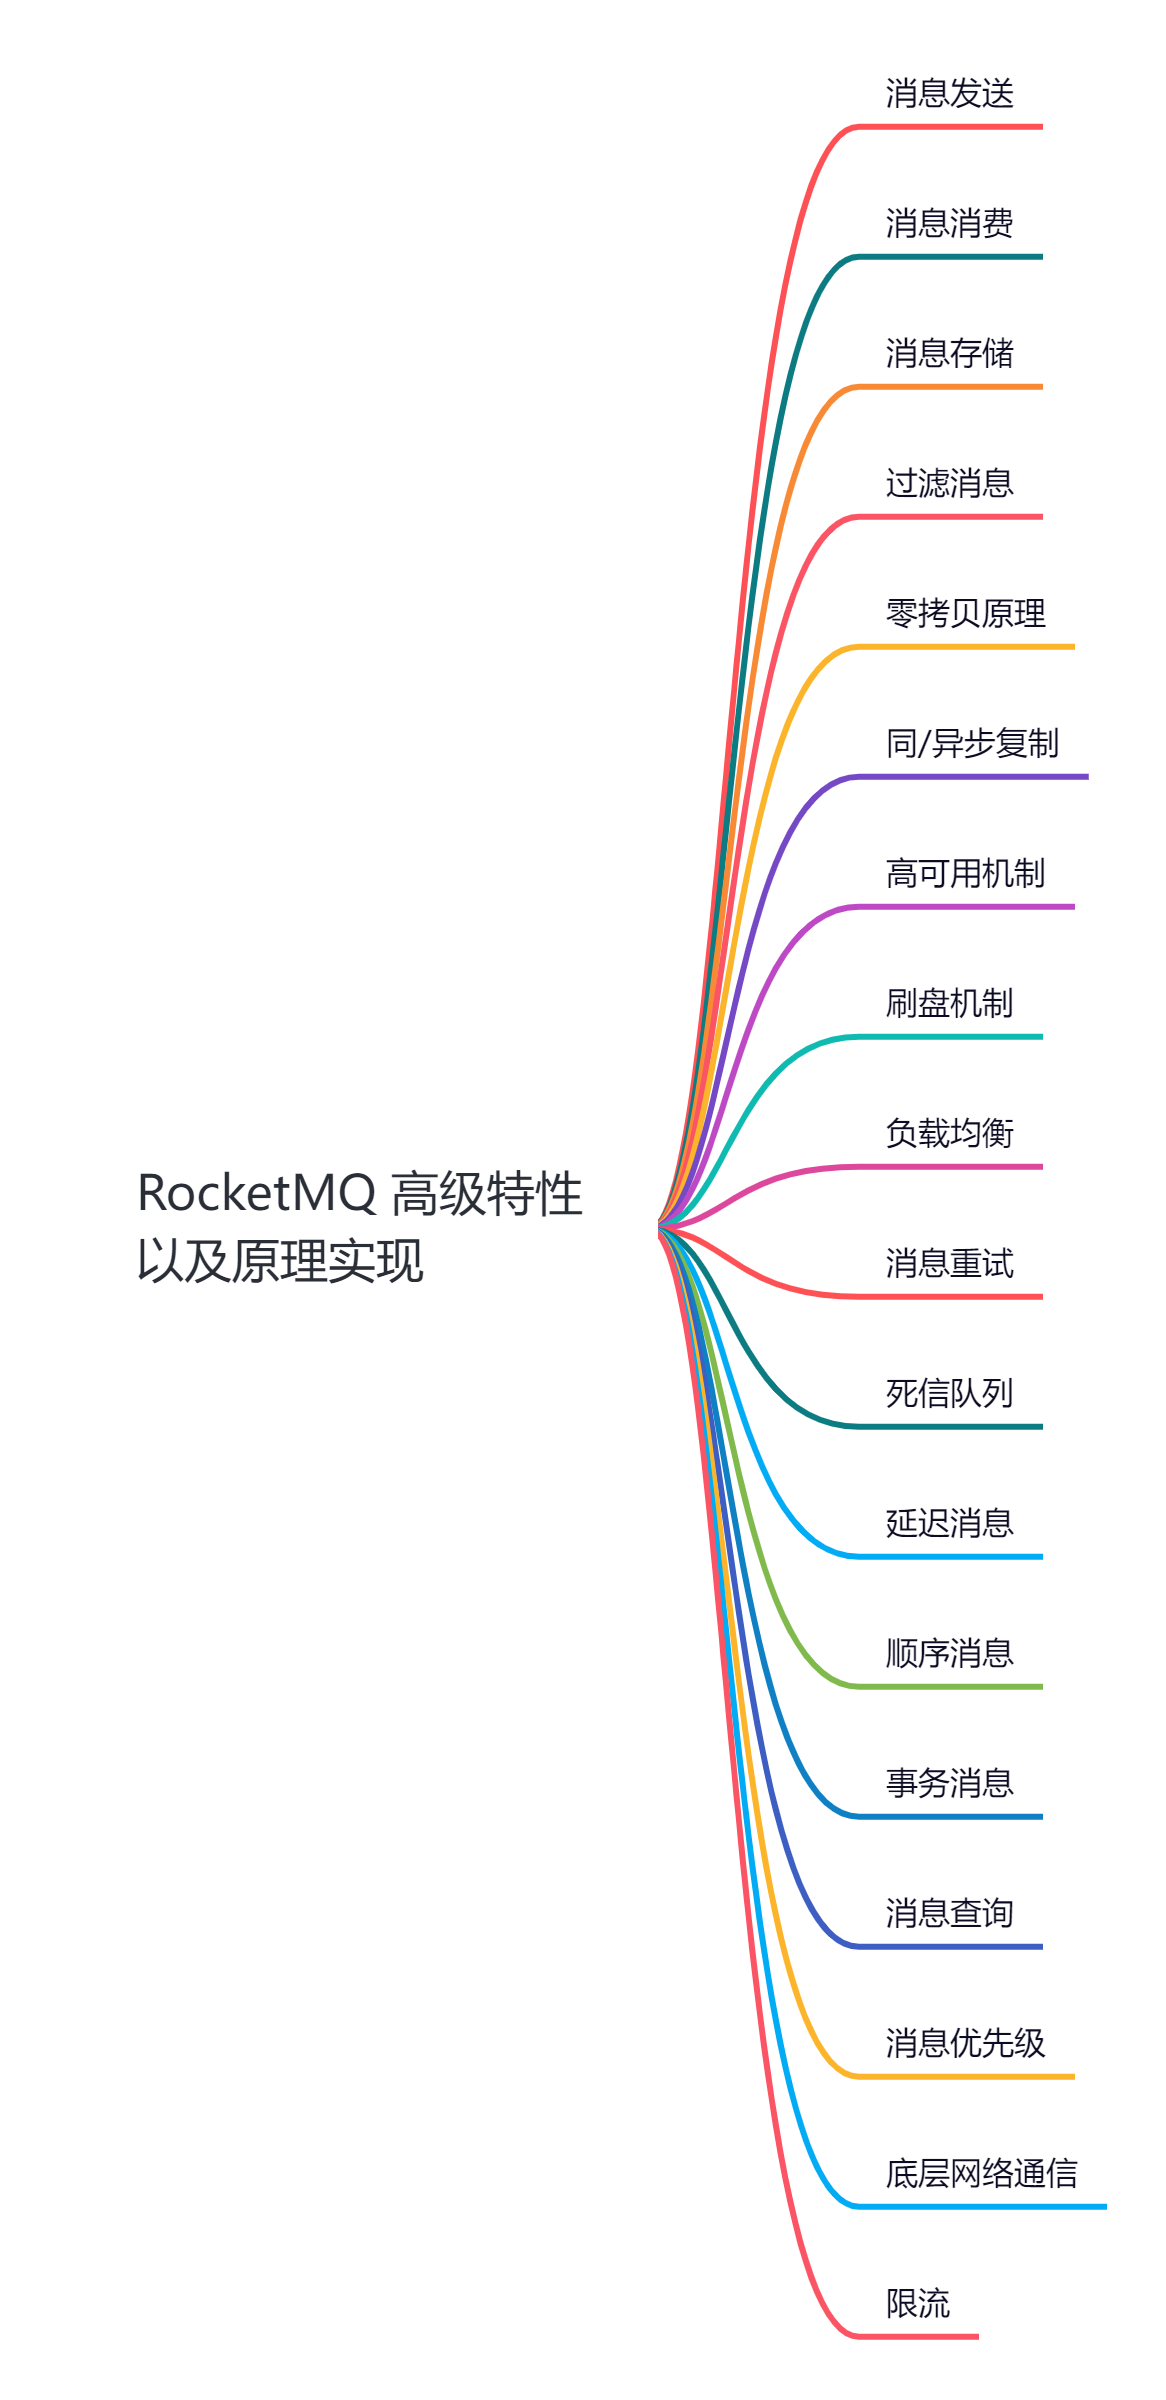 RocketMQ 高级特性
以及原理实现
消息发送
消息消费
消息存储
过滤消息
零拷贝原理
同/异步复制
高可用机制
刷盘机制
负载均衡
消息重试
死信队列
延迟消息
顺序消息
事务消息
消息查询
消息优先级
底层网络通信
限流